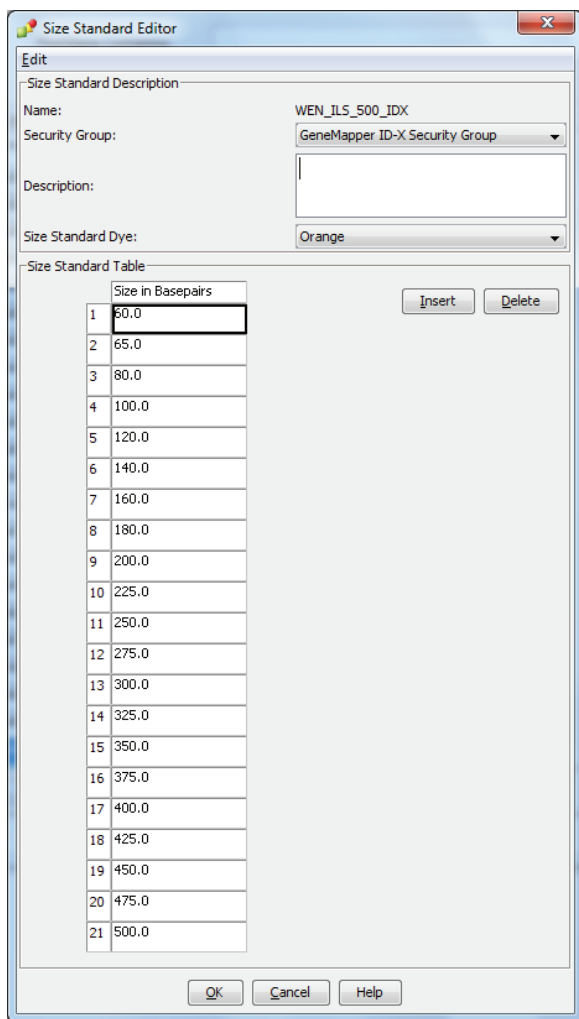 Size Standard Editor
Edit
Size Standard Description
Name: WEN_ILS_500_IDX
Security Group: GeneMapper ID-X Security Group
Description:
Size Standard Dye: Orange
Size Standard Table
Size in Basepairs
Insert Delete
1 60.0
2 65.0
3 80.0
4 100.0
5 120.0
6 140.0
7 160.0
8 180.0
9 200.0
10 225.0
11 250.0
12 275.0
13 300.0
14 325.0
15 350.0
16 375.0
17 400.0
18 425.0
19 450.0
20 475.0
21 500.0
OK Cancel Help